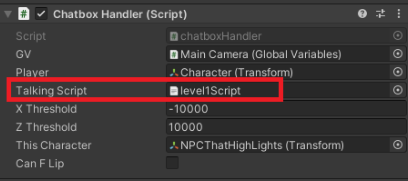 Chatbox Handler (Script)
Script chatboxHandler
GV Main Camera (Global Variables)
Player Character (Transform)
Talking Script level1Script
X Threshold -10000
Z Threshold 10000
This Character NPCThatHighLights (Transform)
Can F Lip